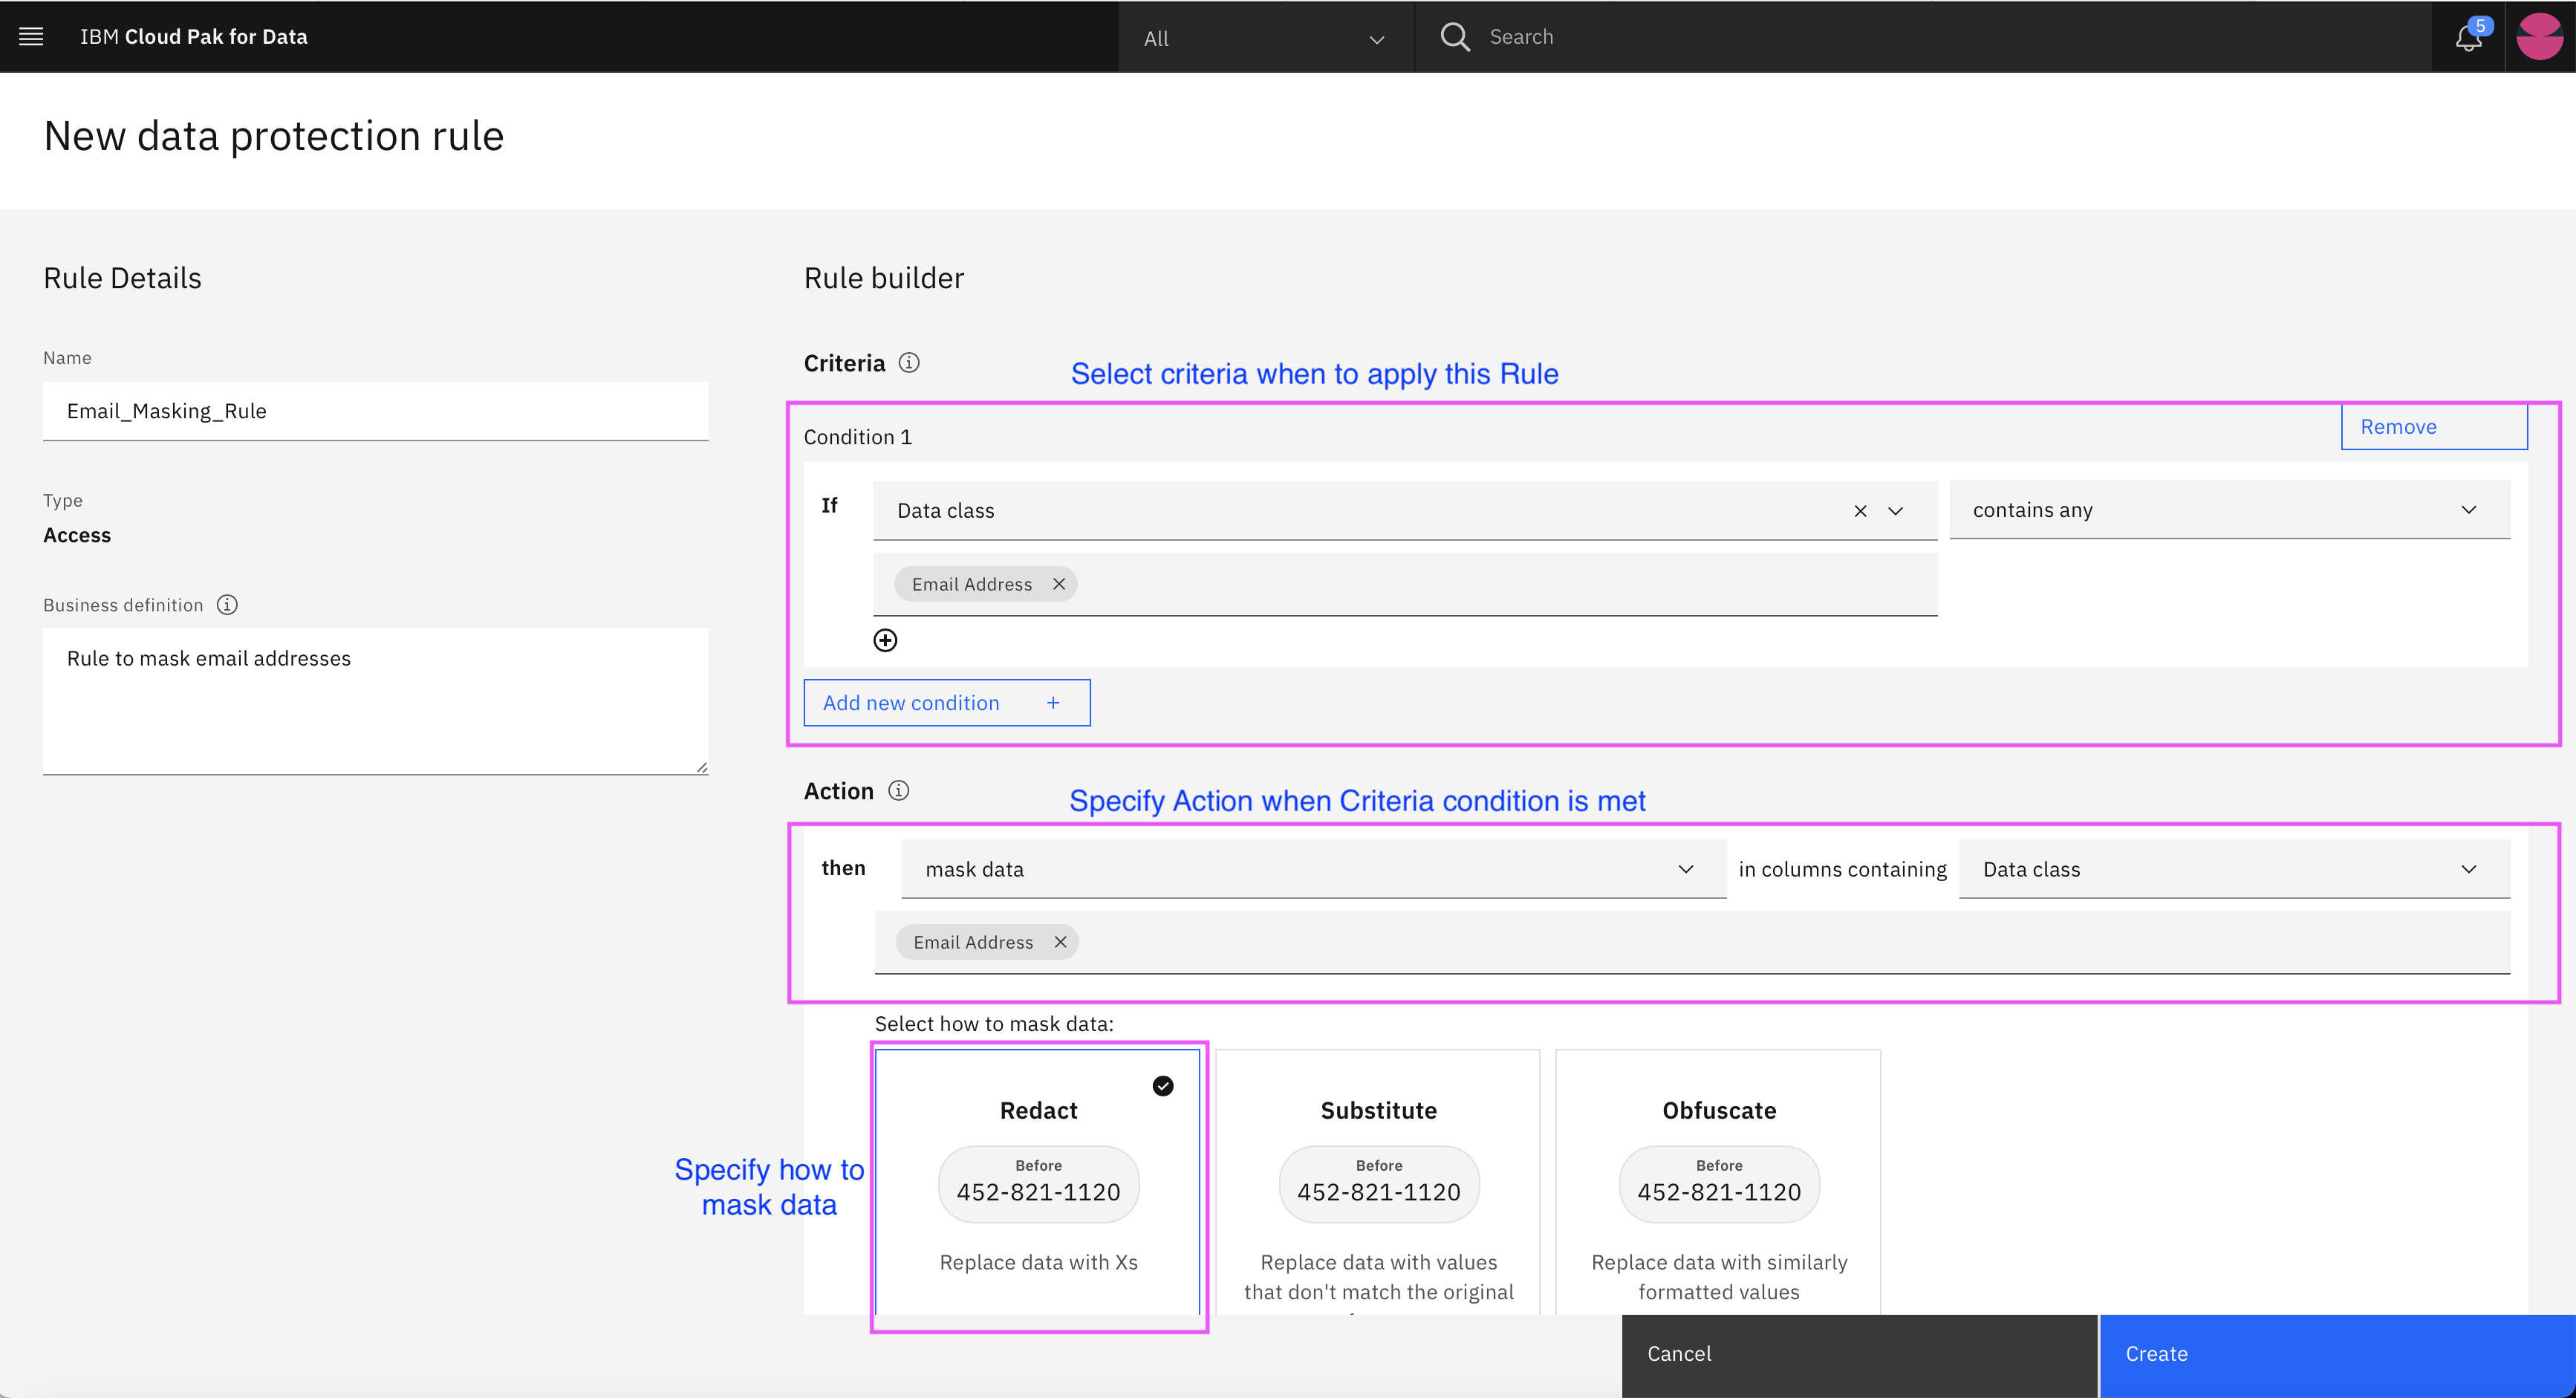 IBM Cloud Pak for Data
All
Search
5
New data protection rule
Rule Details
Name
Email_Masking_Rule
Type
Access
Business definition
Rule to mask email addresses
Rule builder
Criteria
Select criteria when to apply this Rule
Condition 1
Remove
If
Data class
contains any
Email Address
Add new condition +
Action
Specify Action when Criteria condition is met
then
mask data
in columns containing
Data class
Email Address
Select how to mask data:
Specify how to
mask data
Redact
Before
452-821-1120
Replace data with Xs
Substitute
Before
452-821-1120
Replace data with values
that don't match the original
Obfuscate
Before
452-821-1120
Replace data with similarly
formatted values
Cancel
Create